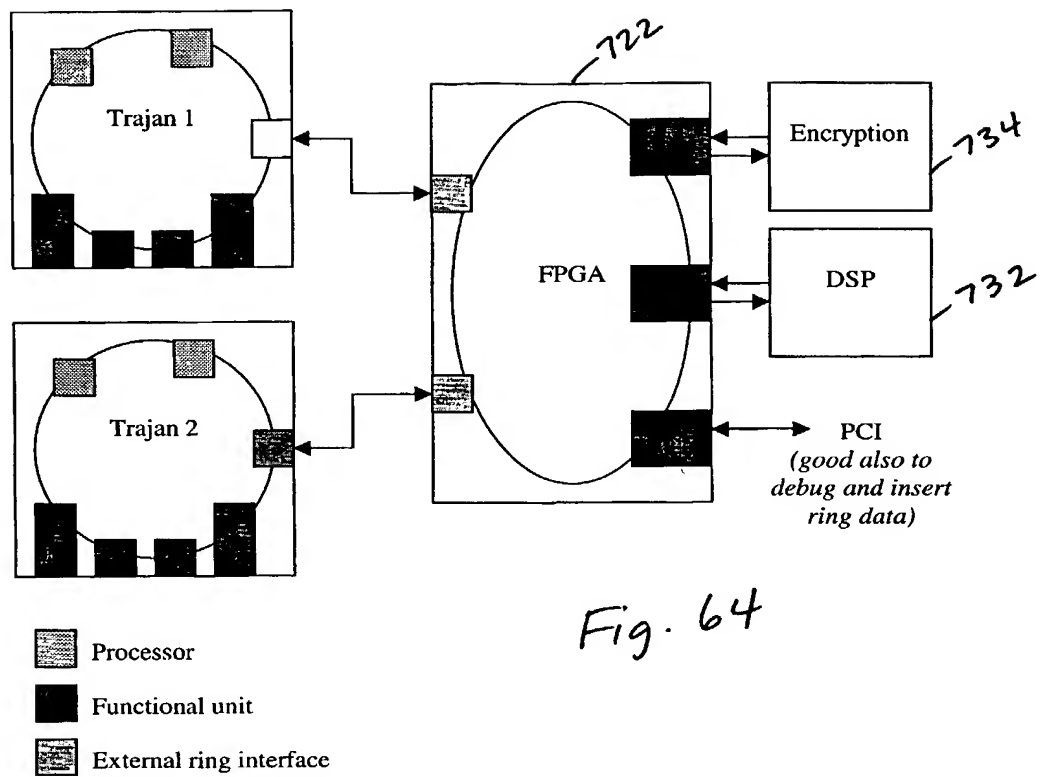 722
Trajan 1
Encryption
734
FPGA
DSP
732
Trajan 2
PCI
(good also to
debug and insert
ring data)
Fig. 64
Processor
Functional unit
External ring interface